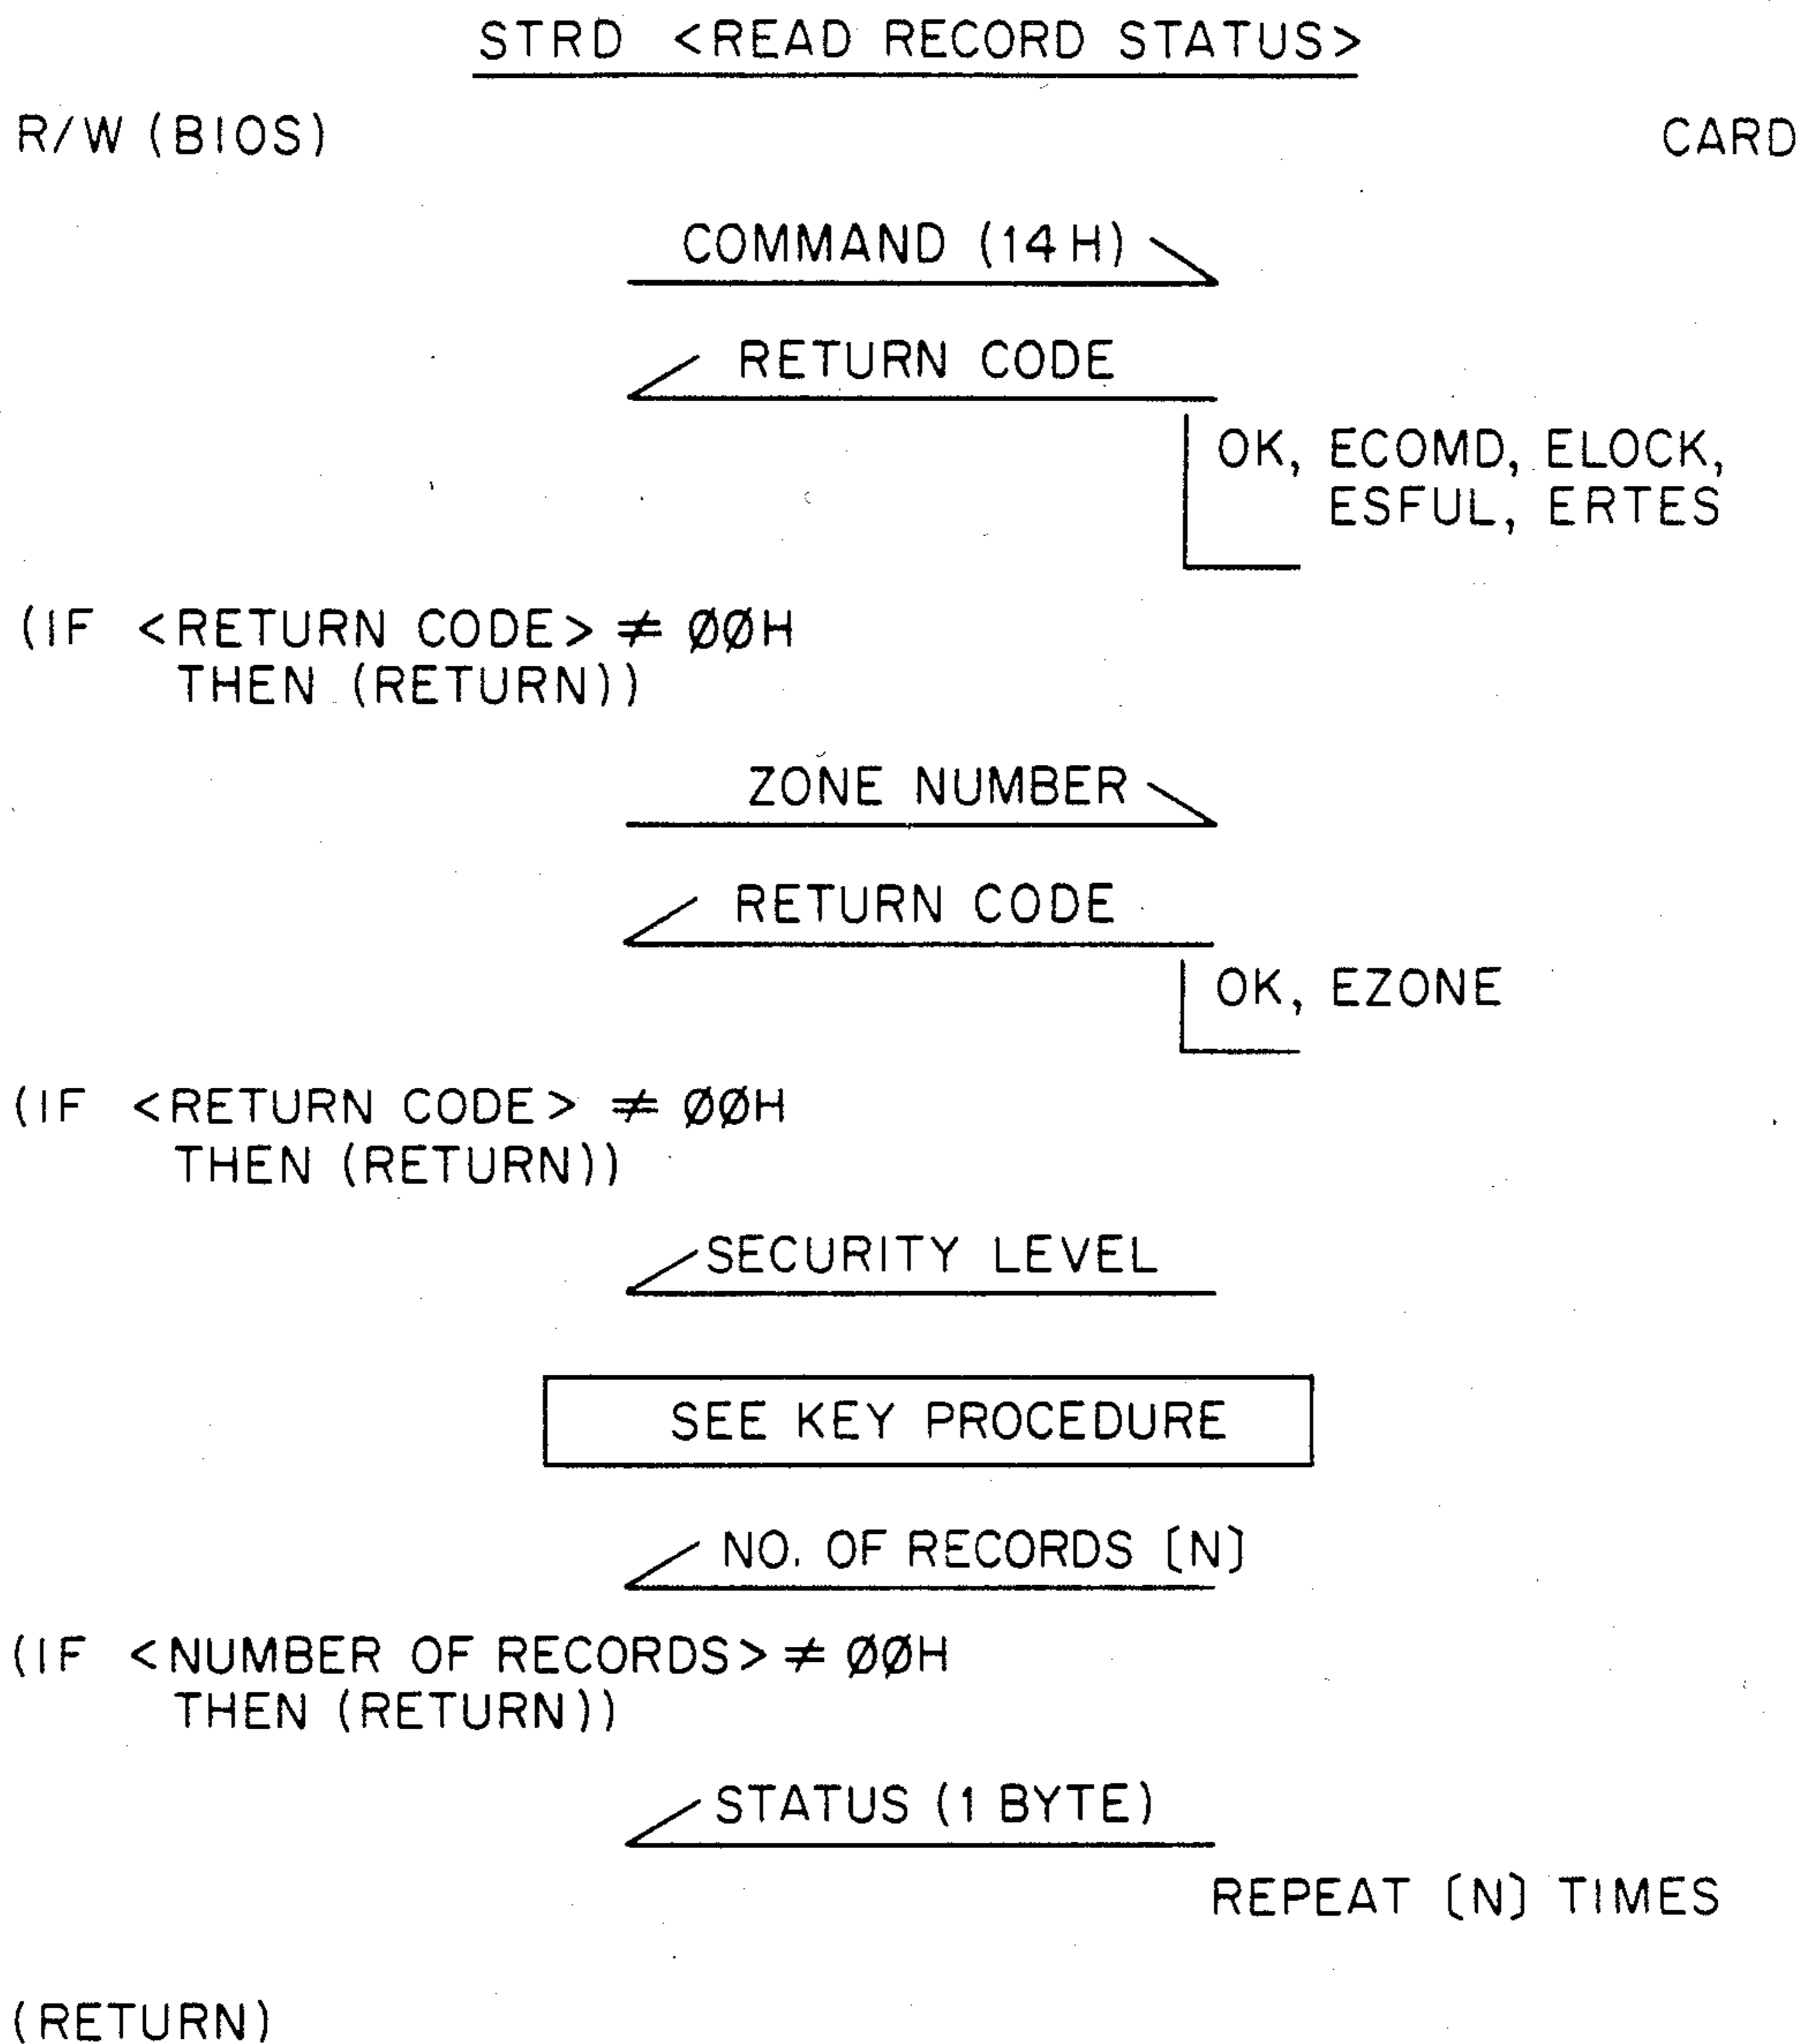 STRD <READ RECORD STATUS>
R/W (BIOS) CARD
COMMAND (14H)
RETURN CODE
OK, ECOMD, ELOCK,
ESFUL, ERTES
(IF <RETURN CODE> ≠ ØØH
THEN (RETURN))
ZONE NUMBER
RETURN CODE
OK, EZONE
(IF <RETURN CODE> ≠ ØØH
THEN (RETURN))
SECURITY LEVEL
SEE KEY PROCEDURE
NO. OF RECORDS [N]
(IF <NUMBER OF RECORDS> ≠ ØØH
THEN (RETURN))
STATUS (1 BYTE)
REPEAT [N] TIMES
(RETURN)